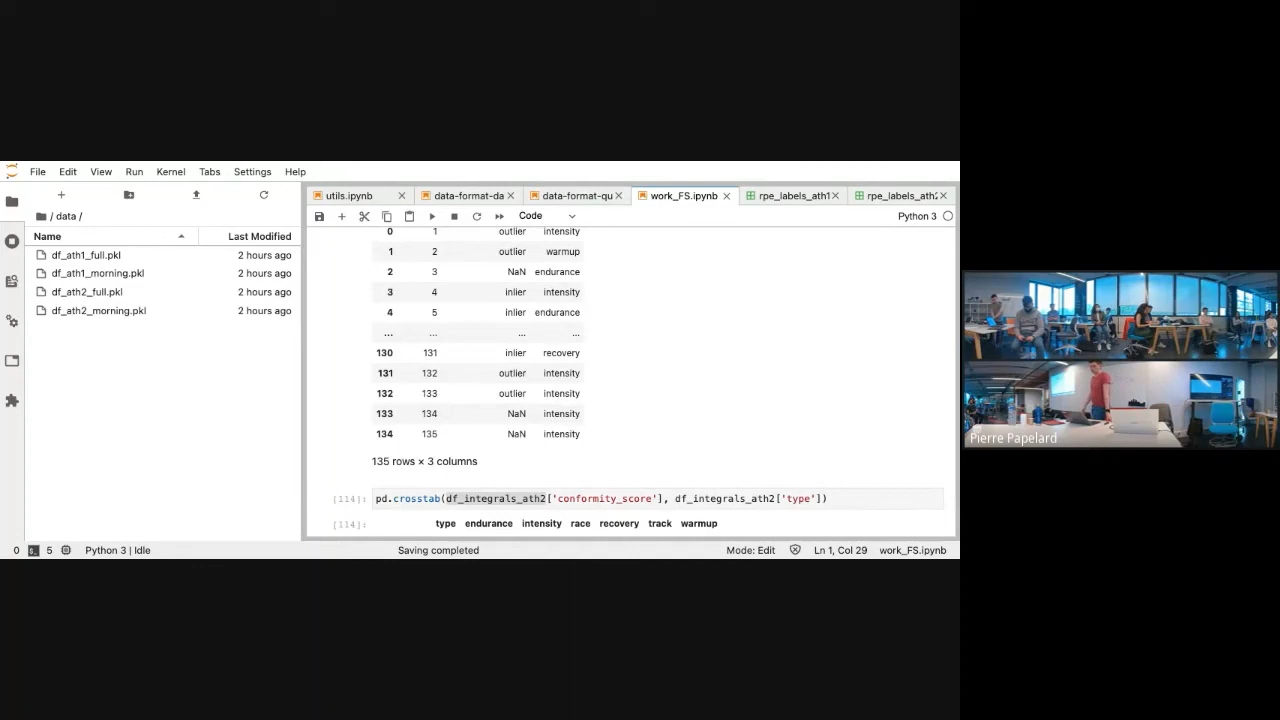 File Edit View Run Kernel Tabs Settings Help
/ data /
Name Last Modified
df_ath1_full.pkl 2 hours ago
df_ath1_morning.pkl 2 hours ago
df_ath2_full.pkl 2 hours ago
df_ath2_morning.pkl 2 hours ago
utils.ipynb data-format-da data-format-qu work_FS.ipynb rpe_labels_ath1 rpe_labels_ath2
Code Python 3
0 1 outlier intensity
1 2 outlier warmup
2 3 NaN endurance
3 4 inlier intensity
4 5 inlier endurance
... ... ... ...
130 131 inlier recovery
131 132 outlier intensity
132 133 outlier intensity
133 134 NaN intensity
134 135 NaN intensity
135 rows × 3 columns
[114]: pd.crosstab(df_integrals_ath2['conformity_score'], df_integrals_ath2['type'])
[114]: type endurance intensity race recovery track warmup
0 5 Python 3 | Idle Saving completed Mode: Edit Ln 1, Col 29 work_FS.ipynb
Pierre Papelard